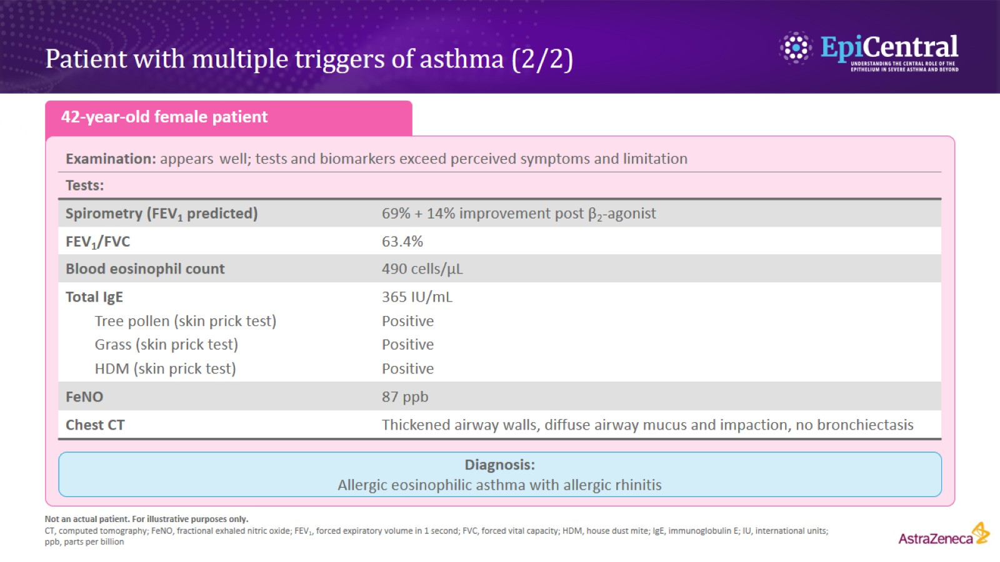 Patient with multiple triggers of asthma (2/2)
EpiCentral
UNDERSTANDING THE CENTRAL ROLE OF THE
EPITHELIUM IN SEVERE ASTHMA AND BEYOND
42-year-old female patient
Examination: appears well; tests and biomarkers exceed perceived symptoms and limitation
Tests:
Spirometry (FEV₁ predicted) 69% + 14% improvement post β₂-agonist
FEV₁/FVC 63.4%
Blood eosinophil count 490 cells/μL
Total IgE 365 IU/mL
Tree pollen (skin prick test) Positive
Grass (skin prick test) Positive
HDM (skin prick test) Positive
FeNO 87 ppb
Chest CT Thickened airway walls, diffuse airway mucus and impaction, no bronchiectasis
Diagnosis:
Allergic eosinophilic asthma with allergic rhinitis
Not an actual patient. For illustrative purposes only.
CT, computed tomography; FeNO, fractional exhaled nitric oxide; FEV₁, forced expiratory volume in 1 second; FVC, forced vital capacity; HDM, house dust mite; IgE, immunoglobulin E; IU, international units;
ppb, parts per billion
AstraZeneca